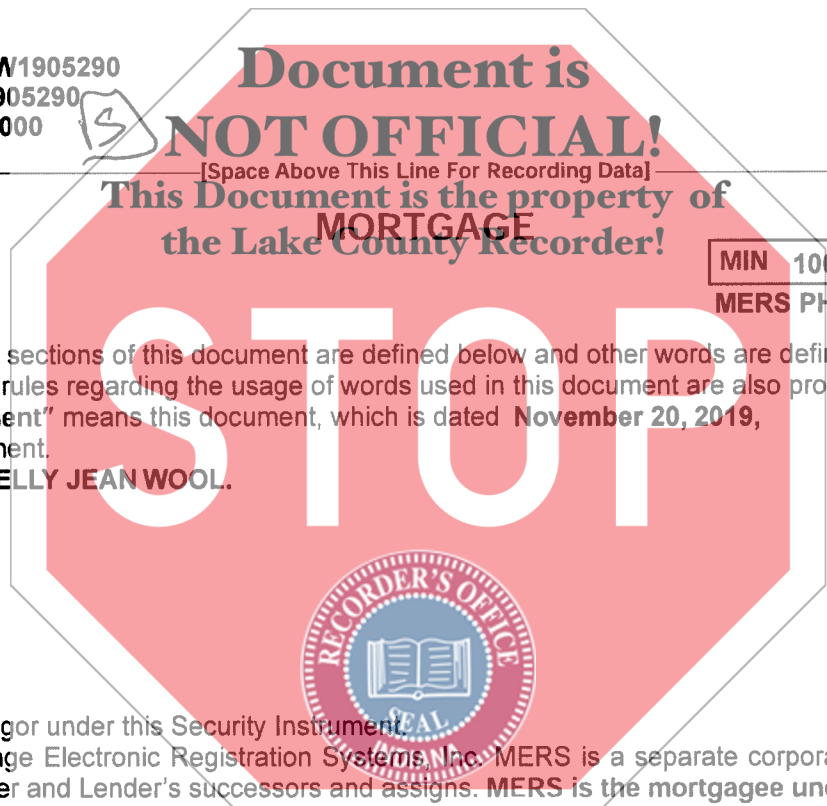 W1905290
Document is
905290
000
S
NOT OFFICIAL!
[Space Above This Line For Recording Data]
This Document is the property of
MORTGAGE
the Lake County Recorder!
MIN 100
MERS PH
STOP
sections of this document are defined below and other words are defin
rules regarding the usage of words used in this document are also pro
ent" means this document, which is dated November 20, 2019,
ent.
ELLY JEAN WOOL.
RECORDER'S OFFICE
SEAL
gor under this Security Instrument.
ge Electronic Registration Systems, Inc. MERS is a separate corpora
er and Lender's successors and assigns. MERS is the mortgagee und